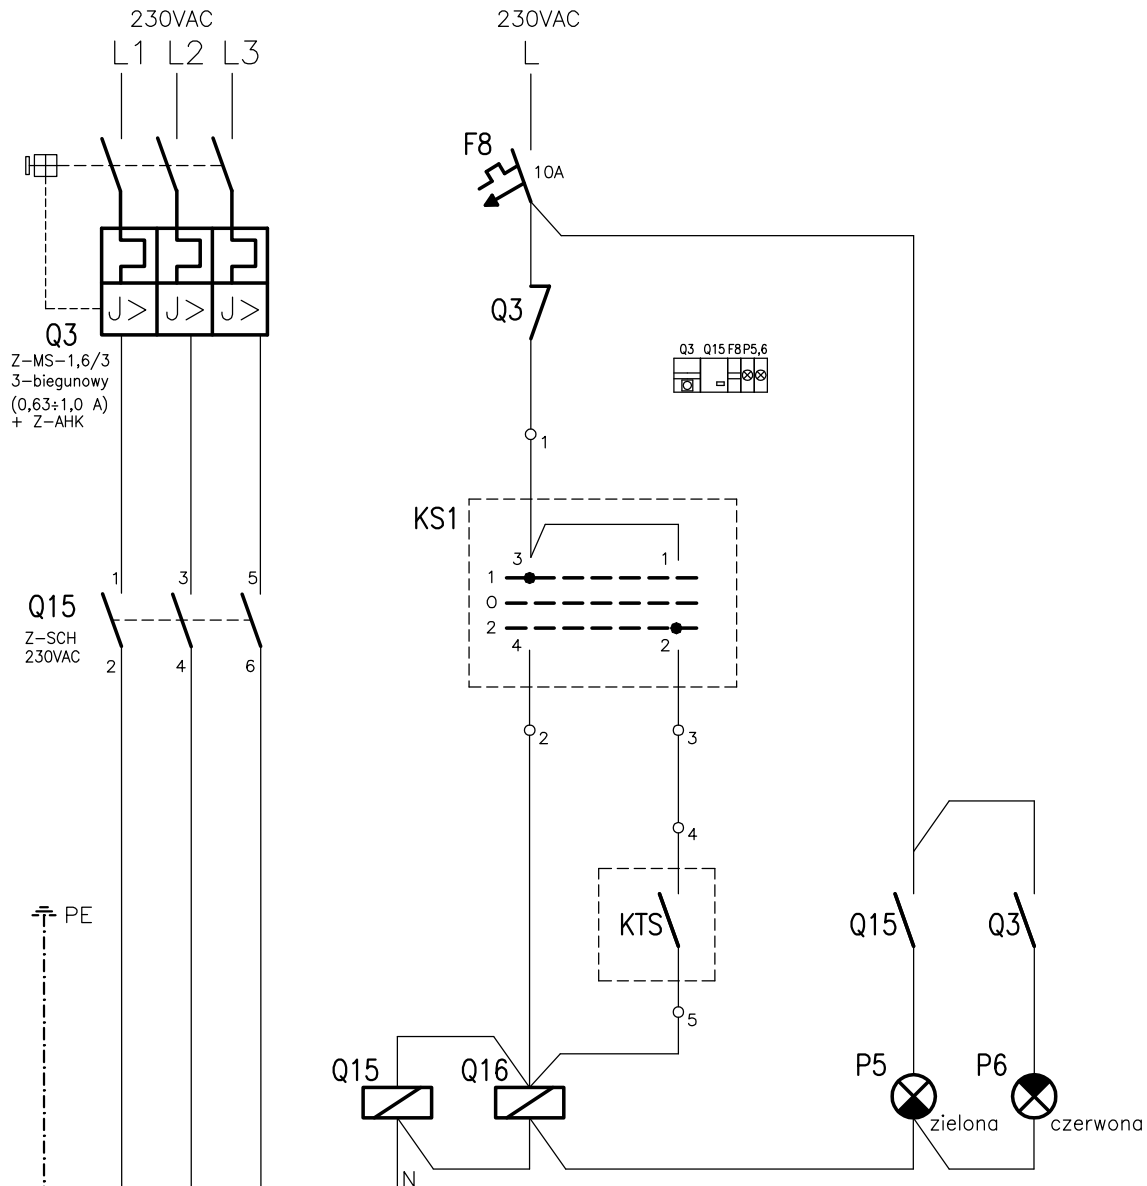 230VAC
L1 L2 L3
J> J> J>
Q3
Z-MS-1,6/3
3-biegunowy
(0,63÷1,0 A)
+ Z-AHK
1 3 5
Q15
Z-SCH
230VAC
2 4 6
PE
230VAC
L
F8
10A
Q3
1
Q3 Q15 F8 P5,6
KS1
3 1
1
0
2
4 2
2 3
4
KTS
5
Q15 Q16
N
Q15 Q3
P5 P6
zielona czerwona